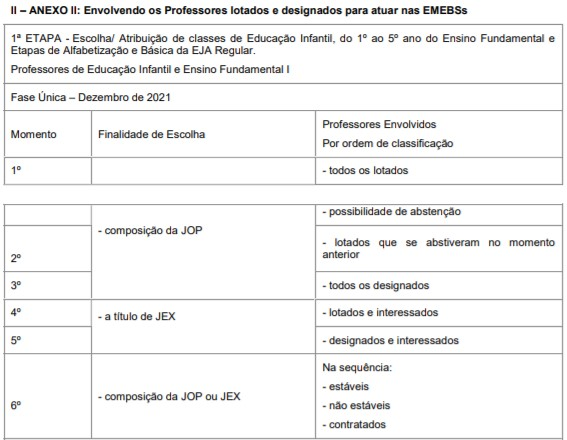 II – ANEXO II: Envolvendo os Professores lotados e designados para atuar nas EMEBSs
1ª ETAPA - Escolha/ Atribuição de classes de Educação Infantil, do 1º ao 5º ano do Ensino Fundamental e
Etapas de Alfabetização e Básica da EJA Regular.
Professores de Educação Infantil e Ensino Fundamental I
Fase Única – Dezembro de 2021
Momento
Finalidade de Escolha
Professores Envolvidos
Por ordem de classificação
1º
- todos os lotados
- possibilidade de abstenção
- composição da JOP
2º
- lotados que se abstiveram no momento
anterior
3º
- todos os designados
4º
- a título de JEX
- lotados e interessados
5º
- designados e interessados
6º
- composição da JOP ou JEX
Na sequência:
- estáveis
- não estáveis
- contratados